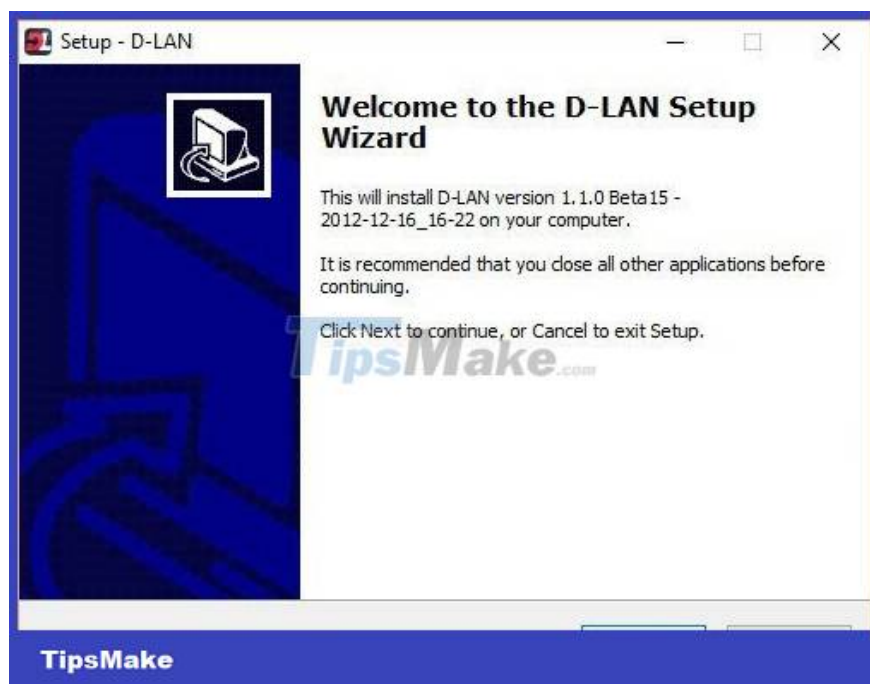 Setup - D-LAN
Welcome to the D-LAN Setup
Wizard
This will install D-LAN version 1.1.0 Beta15 -
2012-12-16_16-22 on your computer.
It is recommended that you close all other applications before
continuing.
Click Next to continue, or Cancel to exit Setup.
TipsMake.com
TipsMake